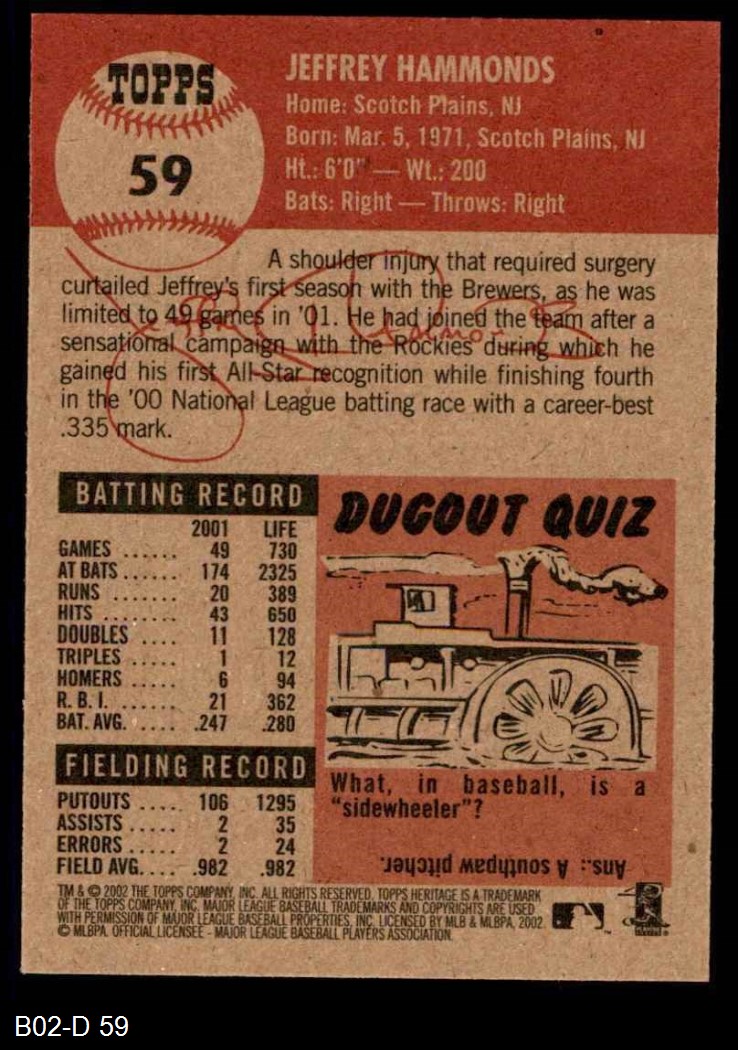 TOPPS
59
JEFFREY HAMMONDS
Home: Scotch Plains, NJ
Born: Mar. 5, 1971, Scotch Plains, NJ
Ht.: 6'0" — Wt.: 200
Bats: Right — Throws: Right
A shoulder injury that required surgery
curtailed Jeffrey's first season with the Brewers, as he was
limited to 49 games in '01. He had joined the team after a
sensational campaign with the Rockies during which he
gained his first All-Star recognition while finishing fourth
in the '00 National League batting race with a career-best
.335 mark.
BATTING RECORD
2001 LIFE
GAMES ...... 49 730
AT BATS ...... 174 2325
RUNS ....... 20 389
HITS ........ 43 650
DOUBLES .... 11 128
TRIPLES ..... 1 12
HOMERS ..... 6 94
R. B. I. ...... 21 362
BAT. AVG. .... .247 .280
FIELDING RECORD
PUTOUTS .... 106 1295
ASSISTS ..... 2 35
ERRORS ..... 2 24
FIELD AVG. ... .982 .982
DUGOUT QUIZ
What, in baseball, is a
"sidewheeler"?
Ans.: A southpaw pitcher.
TM & © 2002 THE TOPPS COMPANY, INC. ALL RIGHTS RESERVED. TOPPS HERITAGE IS A TRADEMARK
OF THE TOPPS COMPANY, INC. MAJOR LEAGUE BASEBALL TRADEMARKS AND COPYRIGHTS ARE USED
WITH PERMISSION OF MAJOR LEAGUE BASEBALL PROPERTIES, INC. LICENSED BY MLB & MLBPA, 2002.
© MLBPA. OFFICIAL LICENSEE - MAJOR LEAGUE BASEBALL PLAYERS ASSOCIATION.
B02-D 59